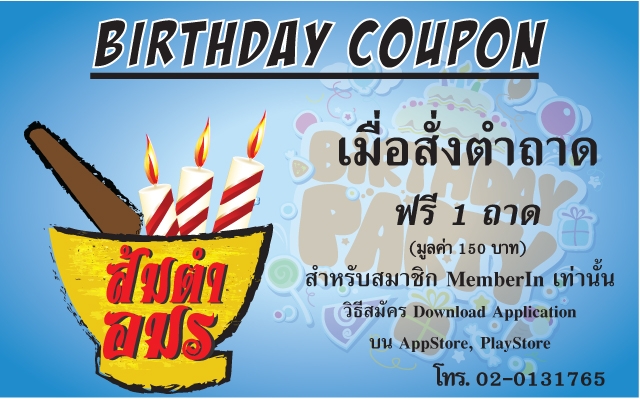 BIRTHDAY COUPON
BIRTHDAY
PARTY
เมื่อสั่งตำถาด
ฟรี 1 ถาด
(มูลค่า 150 บาท)
สำหรับสมาชิก MemberIn เท่านั้น
วิธีสมัคร Download Application
บน AppStore, PlayStore
โทร. 02-0131765
ส้มตำ
อมร